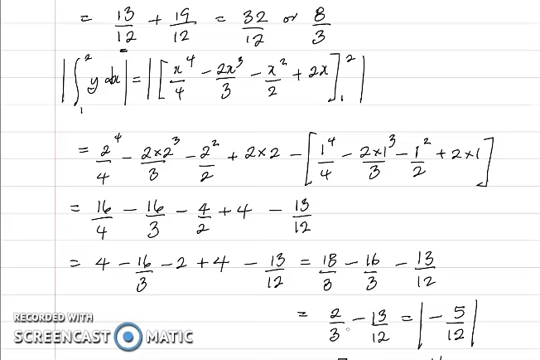 = 13/12 + 19/12 = 32/12 or 8/3
|∫₁² y dx| = |[x⁴/4 - 2x³/3 - x²/2 + 2x]₁²|
= 2⁴/4 - 2×2³/3 - 2²/2 + 2×2 - [1⁴/4 - 2×1³/3 - 1²/2 + 2×1]
= 16/4 - 16/3 - 4/2 + 4 - 13/12
= 4 - 16/3 - 2 + 4 - 13/12 = 18/3 - 16/3 - 13/12
= 2/3 - 13/12 = |-5/12|
RECORDED WITH
SCREENCAST MATIC